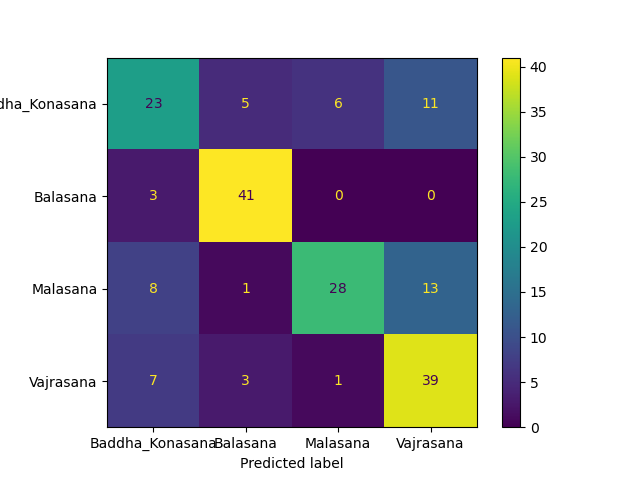 dha_Konasana 23 5 6 11
Balasana 3 41 0 0
Malasana 8 1 28 13
Vajrasana 7 3 1 39
Baddha_Konasana Balasana Malasana Vajrasana
Predicted label
40
35
30
25
20
15
10
5
0